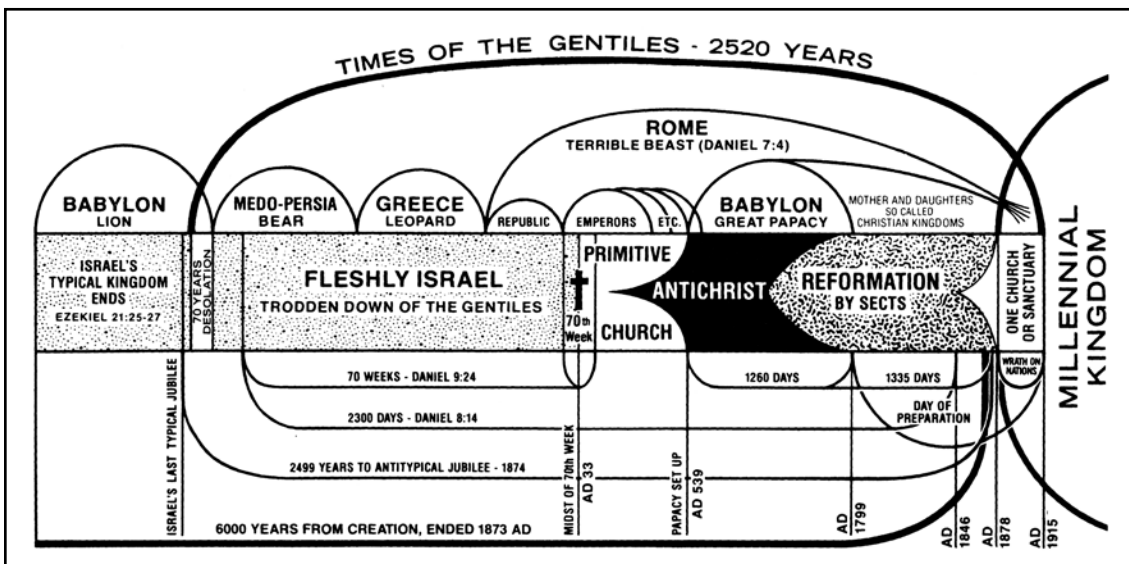 TIMES OF THE GENTILES - 2520 YEARS
ROME
TERRIBLE BEAST (DANIEL 7:4)
BABYLON
LION
MEDO-PERSIA
BEAR
GREECE
LEOPARD
REPUBLIC
EMPERORS
ETC.
BABYLON
GREAT PAPACY
MOTHER AND DAUGHTERS
SO CALLED
CHRISTIAN KINGDOMS
ISRAEL'S
TYPICAL KINGDOM
ENDS
EZEKIEL 21:25-27
70 YEARS
DESOLATION
FLESHLY ISRAEL
TRODDEN DOWN OF THE GENTILES
70th
Week
PRIMITIVE
CHURCH
ANTICHRIST
REFORMATION
BY SECTS
ONE CHURCH
OR SANCTUARY
MILLENNIAL
KINGDOM
WRATH ON
NATIONS
70 WEEKS - DANIEL 9:24
1260 DAYS
1335 DAYS
2300 DAYS - DANIEL 8:14
DAY OF
PREPARATION
2499 YEARS TO ANTITYPICAL JUBILEE - 1874
6000 YEARS FROM CREATION, ENDED 1873 AD
ISRAEL'S LAST TYPICAL JUBILEE
MIDST OF 70th WEEK
AD 33
PAPACY SET UP
AD 539
AD
1799
AD
1846
AD
1878
AD
1915